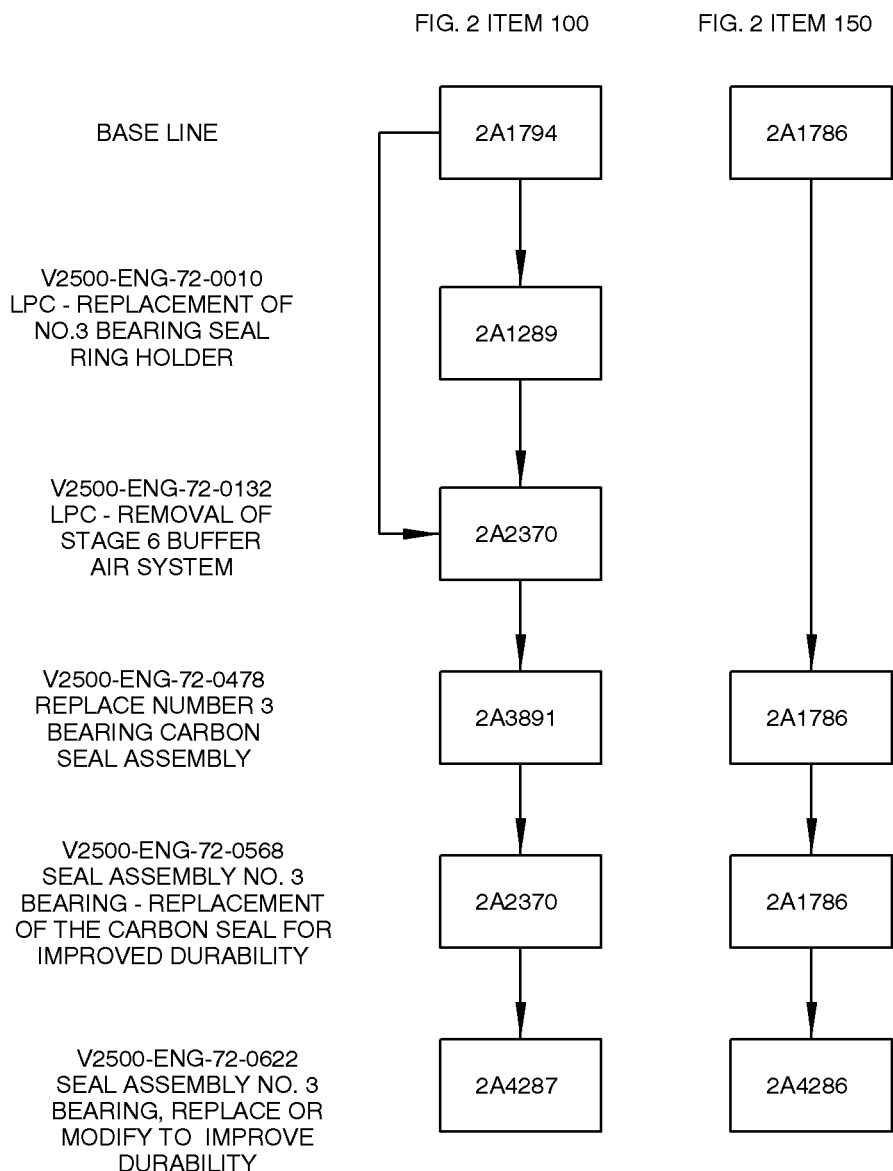 FIG. 2 ITEM 100
FIG. 2 ITEM 150
BASE LINE
2A1794
2A1786
V2500-ENG-72-0010
LPC - REPLACEMENT OF
NO.3 BEARING SEAL
RING HOLDER
2A1289
V2500-ENG-72-0132
LPC - REMOVAL OF
STAGE 6 BUFFER
AIR SYSTEM
2A2370
V2500-ENG-72-0478
REPLACE NUMBER 3
BEARING CARBON
SEAL ASSEMBLY
2A3891
2A1786
V2500-ENG-72-0568
SEAL ASSEMBLY NO. 3
BEARING - REPLACEMENT
OF THE CARBON SEAL FOR
IMPROVED DURABILITY
2A2370
2A1786
V2500-ENG-72-0622
SEAL ASSEMBLY NO. 3
BEARING, REPLACE OR
MODIFY TO IMPROVE
DURABILITY
2A4287
2A4286